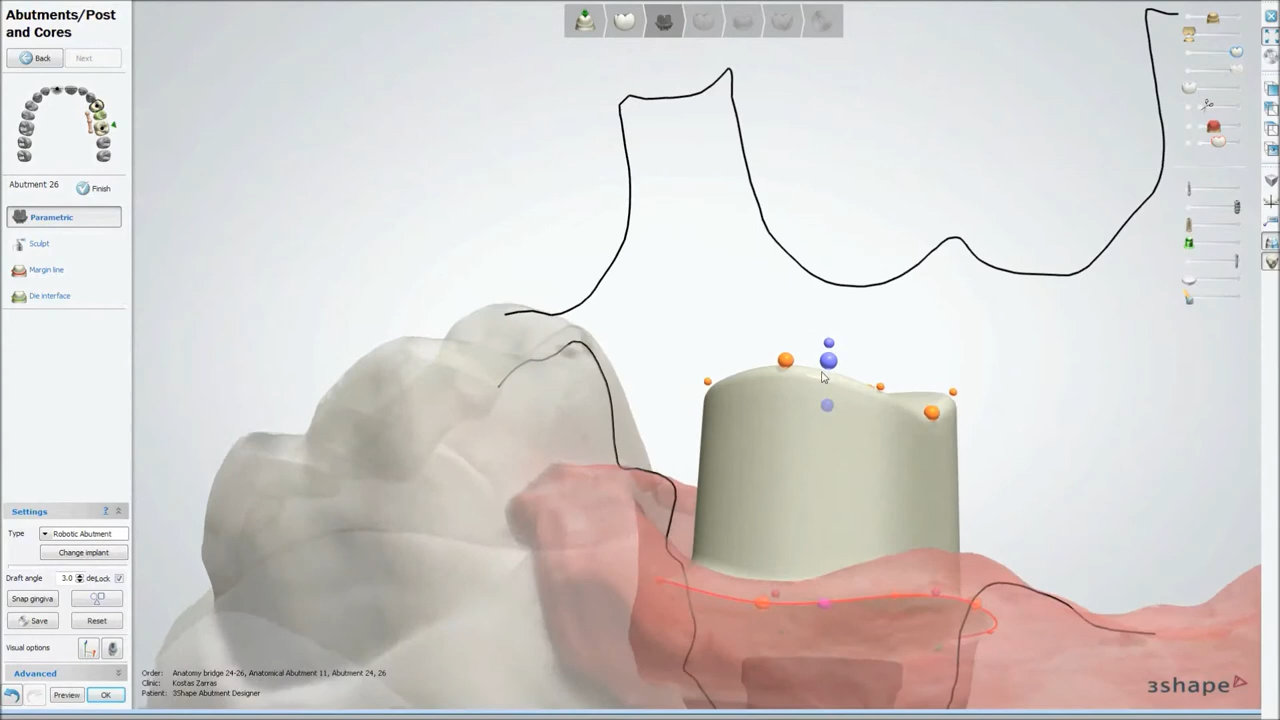 Abutments/Post
and Cores
Back Next
Abutment 26 Finish
Parametric
Sculpt
Margin line
Die interface
Settings ?
Type Robotic Abutment
Change implant
Draft angle 3.0 deg Lock
Snap gingiva
Save Reset
Visual options
Advanced
Preview OK
Order: Anatomy bridge 24-26, Anatomical Abutment 11, Abutment 24, 26
Clinic: Kostas Zarras
Patient: 3Shape Abutment Designer
3shape